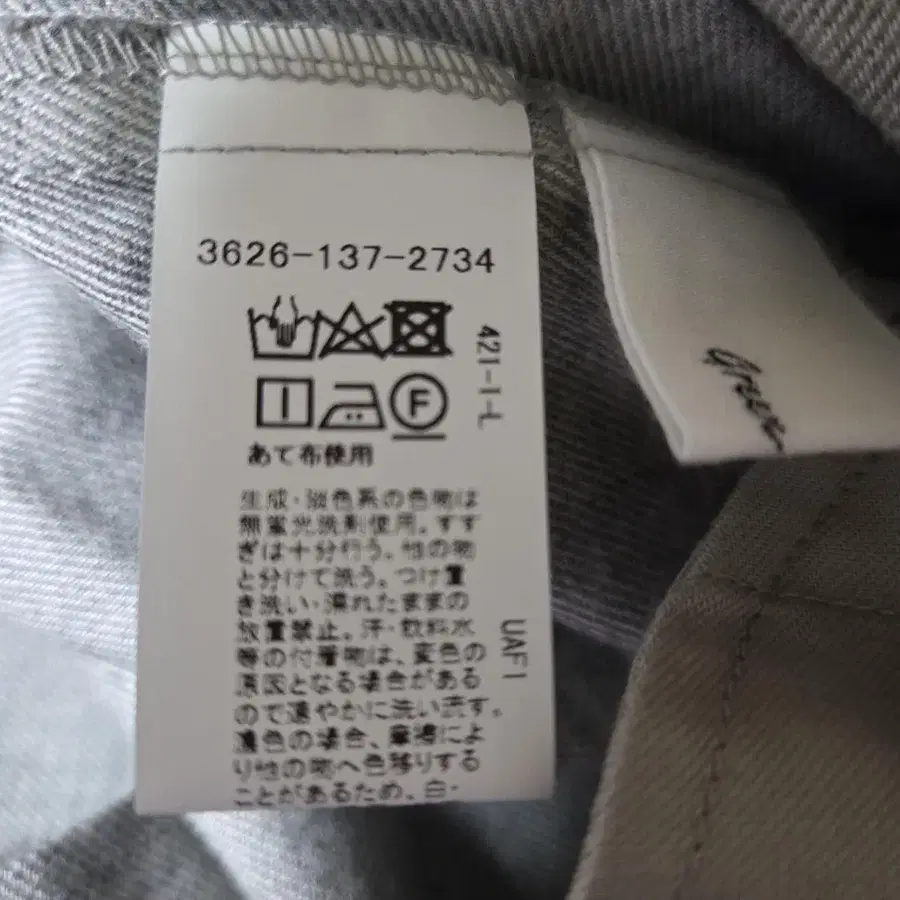 3626-137-2734
421-1-L
F
あて布使用
生成・淡色系の色物は
無蛍光洗剤使用。すす
ぎは十分行う。他の物
と分けて洗う。つけ置
き洗い・濡れたままの
放置禁止。汗・飲料水
等の付着物は、変色の
原因となる場合がある
ので速やかに洗い流す。
濃色の場合、摩擦によ
り他の物へ色移りする
ことがあるため、白・
UAF1
Green